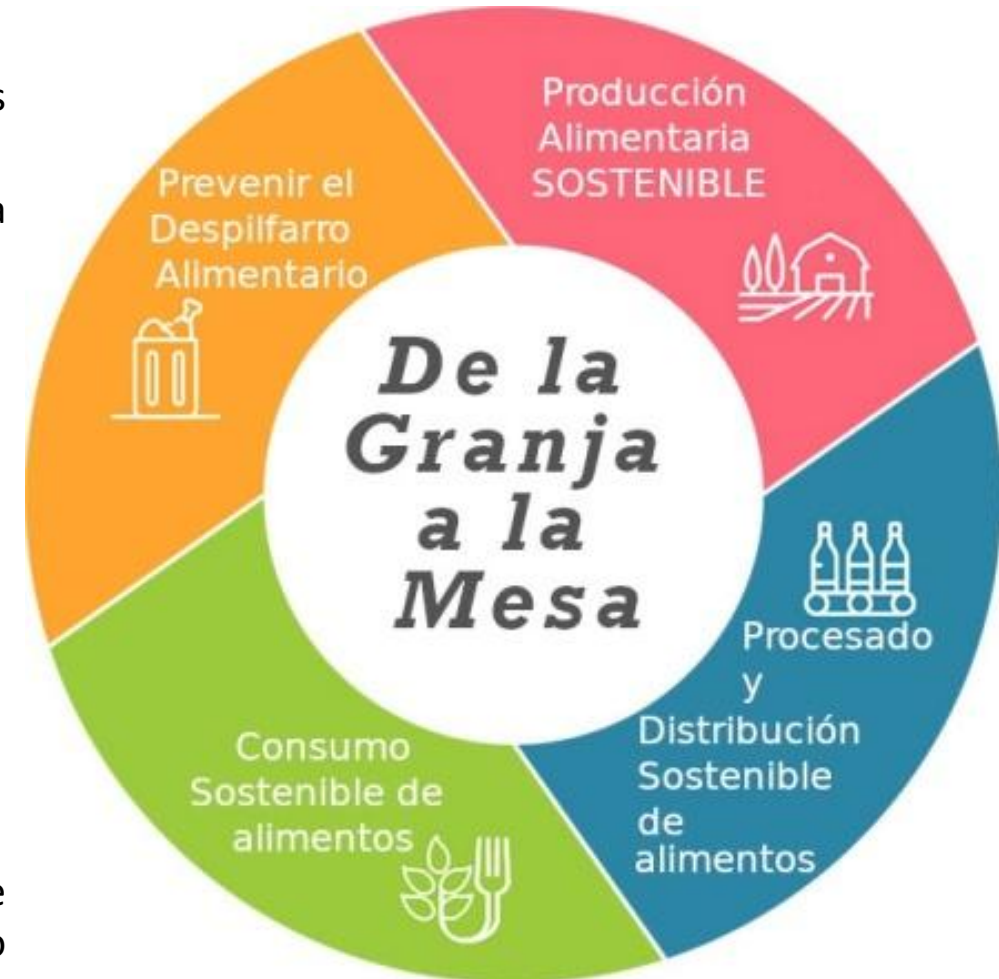 s
a
e
o
Producción
Alimentaria
SOSTENIBLE
Prevenir el
Despilfarro
Alimentario
De la
Granja
a la
Mesa
Procesado
y
Distribución
Sostenible
de
alimentos
Consumo
Sostenible de
alimentos